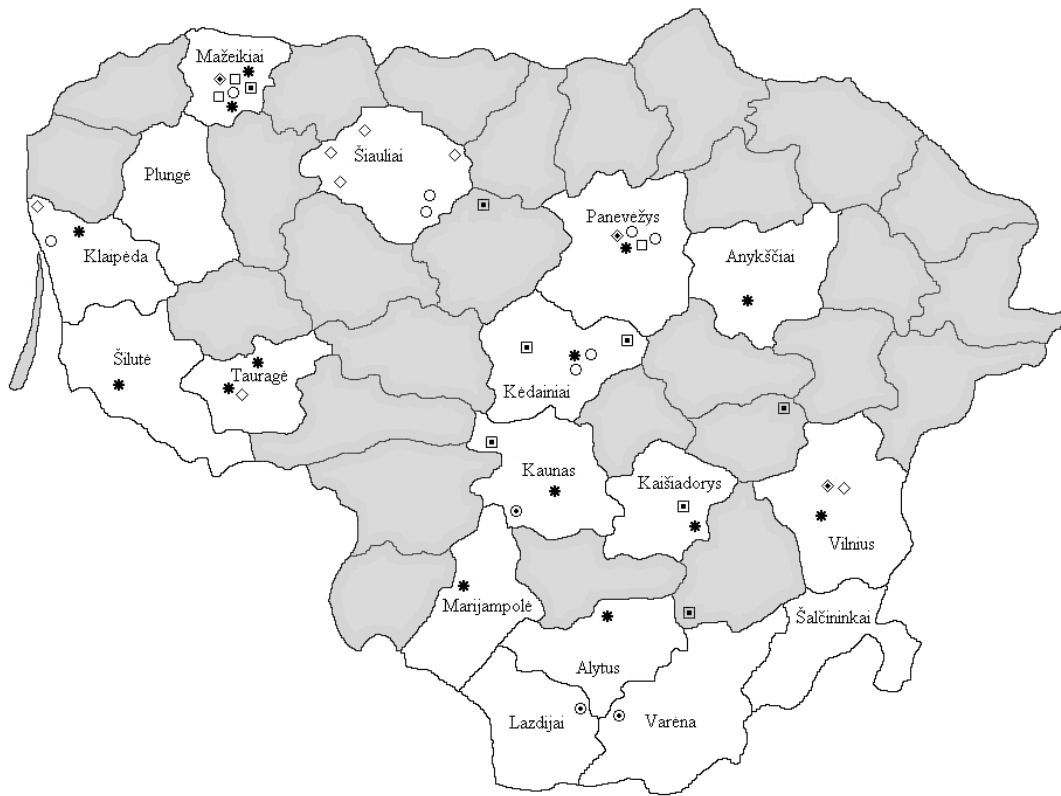 Mažeikiai
Šiauliai
Plungė
Panevėžys
Klaipėda
Anykščiai
Šilutė
Tauragė
Kėdainiai
Kaunas
Kaišiadorys
Vilnius
Marijampolė
Šalčininkai
Alytus
Lazdijai
Varėna